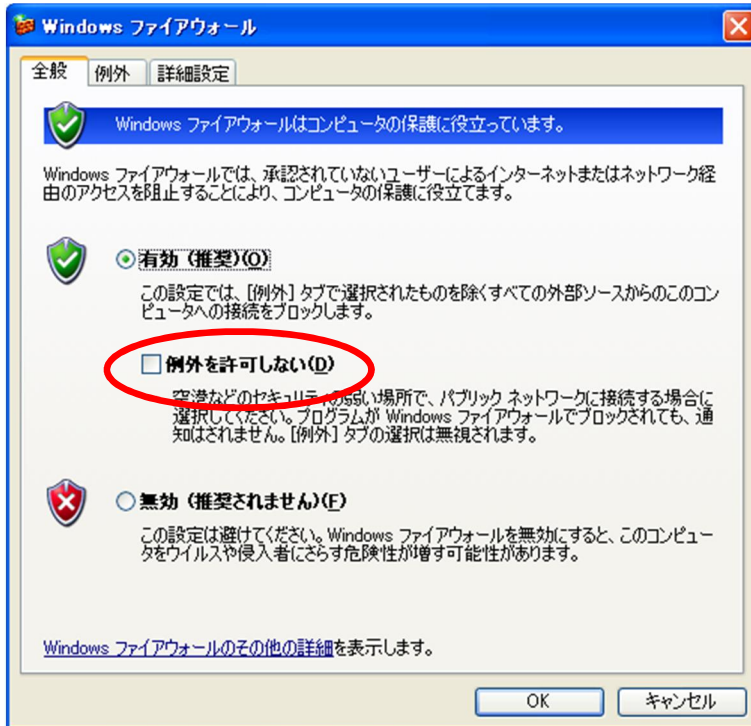 Windows ファイアウォール
全般 例外 詳細設定
Windows ファイアウォールはコンピュータの保護に役立っています。
Windows ファイアウォールでは、承認されていないユーザーによるインターネットまたはネットワーク経
由のアクセスを阻止することにより、コンピュータの保護に役立てます。
有効 (推奨)(O)
この設定では、[例外] タブで選択されたものを除くすべての外部ソースからのこのコン
ピュータへの接続をブロックします。
例外を許可しない(D)
空港などのセキュリティの弱い場所で、パブリック ネットワークに接続する場合に
選択してください。プログラムが Windows ファイアウォールでブロックされても、通
知はされません。[例外] タブの選択は無視されます。
無効 (推奨されません)(F)
この設定は避けてください。Windows ファイアウォールを無効にすると、このコンピュー
タをウイルスや侵入者にさらす危険性が増す可能性があります。
Windows ファイアウォールのその他の詳細を表示します。
OK キャンセル